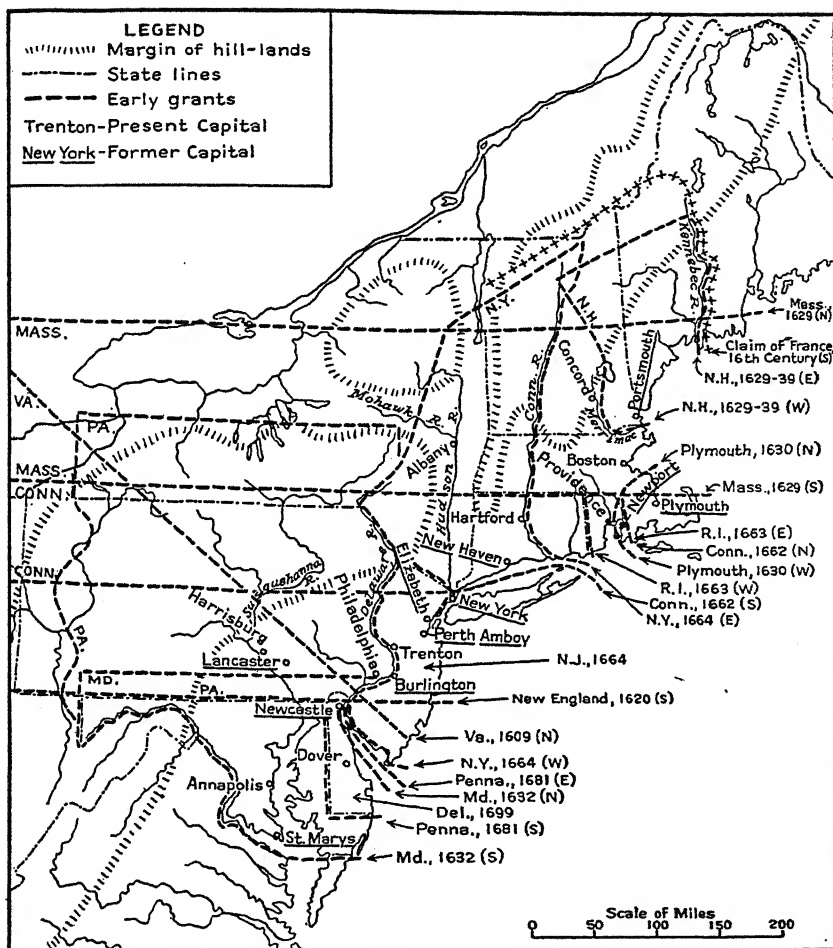 LEGEND
Margin of hill-lands
State lines
Early grants
Trenton-Present Capital
New York-Former Capital
Kennebec R.
N.Y.
N.H.
Mass.
1629 (N)
MASS.
Claim of France
16th Century (S)
N.H., 1629-39 (E)
Conn. R.
Concord
Portsmouth
VA.
Mohawk R.
N.H., 1629-39 (W)
PA.
Merrimac
Albany
Hudson R.
Boston
Plymouth, 1630 (N)
MASS.
Providence
Newport
Mass., 1629 (S)
CONN.
Plymouth
Hartford
R.I., 1663 (E)
New Haven
Conn., 1662 (N)
CONN.
Susquehanna R.
Delaware R.
Elizabeth
Plymouth, 1630 (W)
R.I., 1663 (W)
New York
Conn., 1662 (S)
Harrisburg
Philadelphia
N.Y., 1664 (E)
PA.
Perth Amboy
Trenton
Lancaster
N.J., 1664
MD.
PA.
Burlington
New England, 1620 (S)
Newcastle
Va., 1609 (N)
Dover
N.Y., 1664 (W)
Annapolis
Penna., 1681 (E)
Md., 1632 (N)
Del., 1699
Penna., 1681 (S)
St. Marys
Md., 1632 (S)
Scale of Miles
0 50 100 150 200